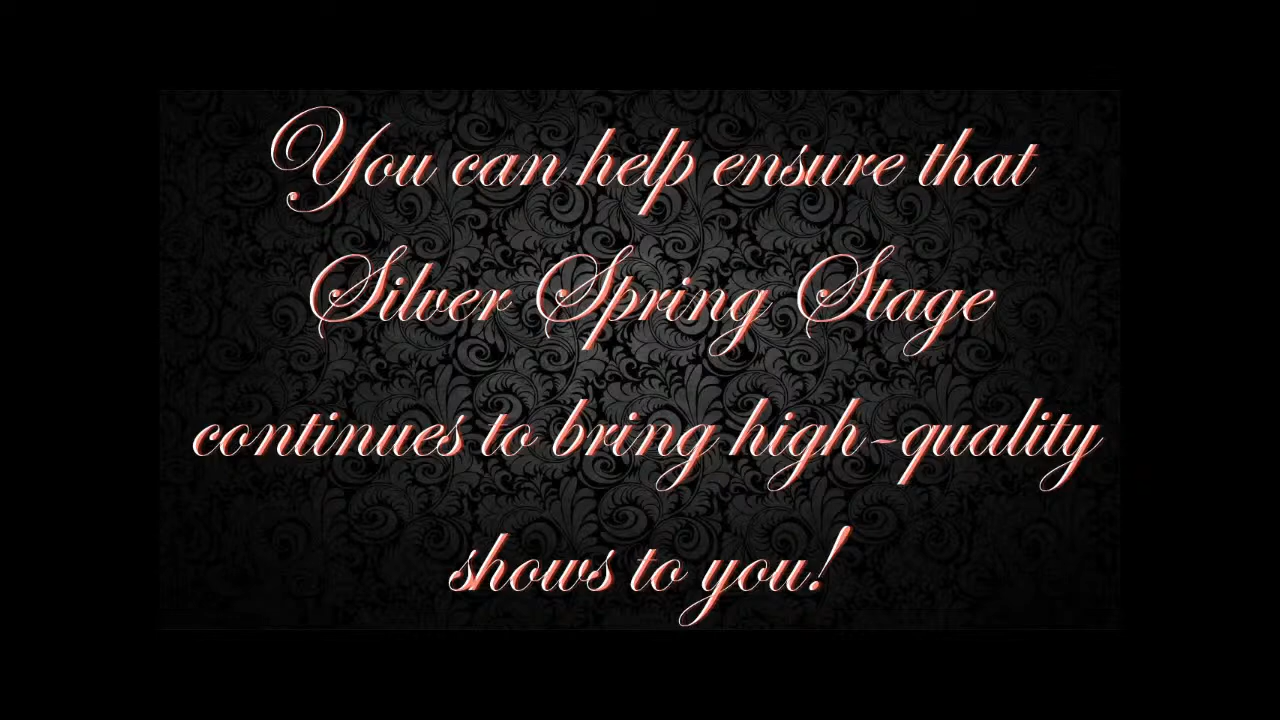 You can help ensure that
Silver Spring Stage
continues to bring high-quality
shows to you!